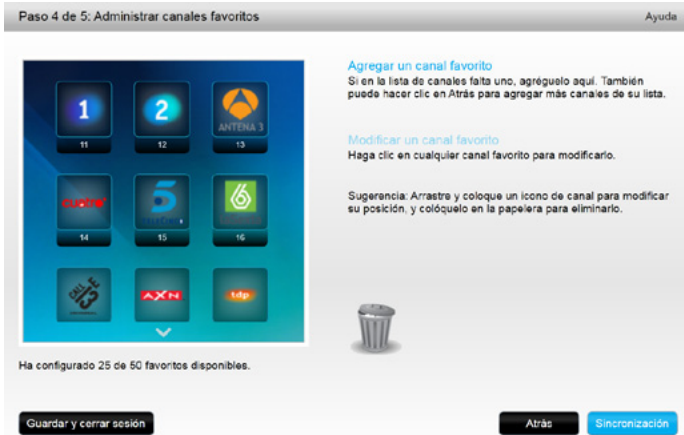 Paso 4 de 5: Administrar canales favoritos
Ayuda
Agregar un canal favorito
Si en la lista de canales falta uno, agréguelo aquí. También
puede hacer clic en Atrás para agregar más canales de su lista.
1
2
ANTENA 3
11
12
13
Modificar un canal favorito
Haga clic en cualquier canal favorito para modificarlo.
Sugerencia: Arrastre y coloque un icono de canal para modificar
su posición, y colóquelo en la papelera para eliminarlo.
cuatro
5
6
14
15
16
CALLE 13
AXN
tdp
Ha configurado 25 de 50 favoritos disponibles.
Guardar y cerrar sesión
Atrás
Sincronización